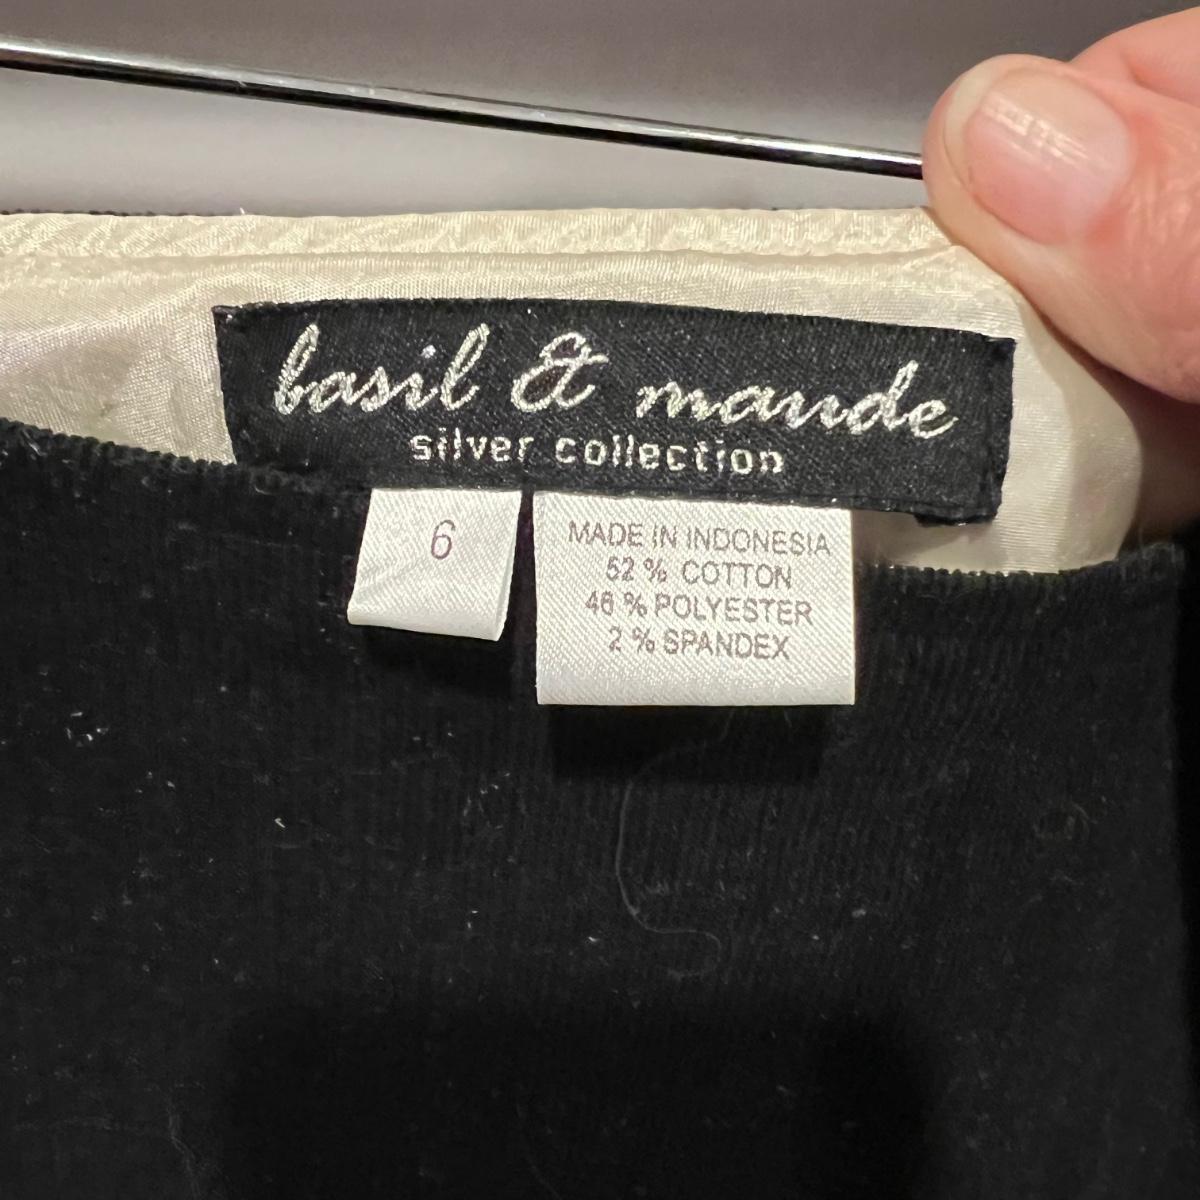 basil & maude
silver collection
6
MADE IN INDONESIA
52 % COTTON
46 % POLYESTER
2 % SPANDEX